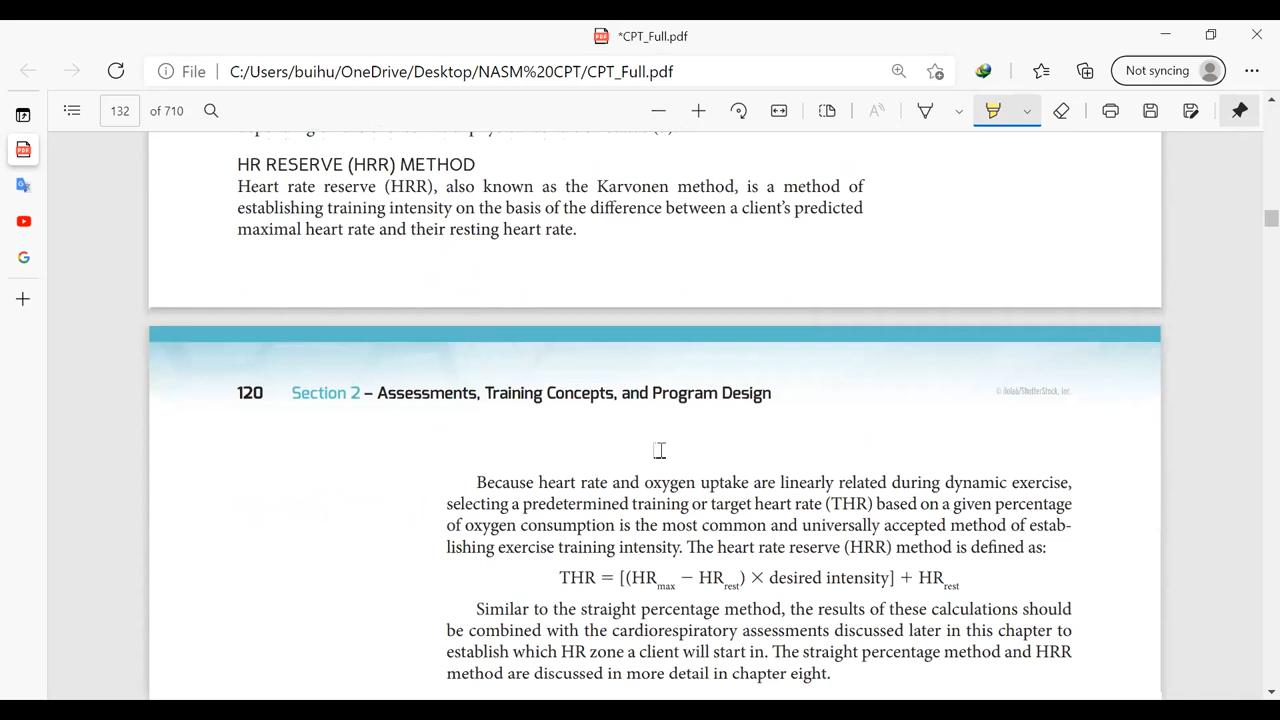 *CPT_Full.pdf
File
C:/Users/buihu/OneDrive/Desktop/NASM%20CPT/CPT_Full.pdf
Not syncing
132 of 710
HR RESERVE (HRR) METHOD
Heart rate reserve (HRR), also known as the Karvonen method, is a method of
establishing training intensity on the basis of the difference between a client's predicted
maximal heart rate and their resting heart rate.
120 Section 2 – Assessments, Training Concepts, and Program Design
Because heart rate and oxygen uptake are linearly related during dynamic exercise,
selecting a predetermined training or target heart rate (THR) based on a given percentage
of oxygen consumption is the most common and universally accepted method of estab-
lishing exercise training intensity. The heart rate reserve (HRR) method is defined as:
THR = [(HRmax − HRrest) × desired intensity] + HRrest
Similar to the straight percentage method, the results of these calculations should
be combined with the cardiorespiratory assessments discussed later in this chapter to
establish which HR zone a client will start in. The straight percentage method and HRR
method are discussed in more detail in chapter eight.